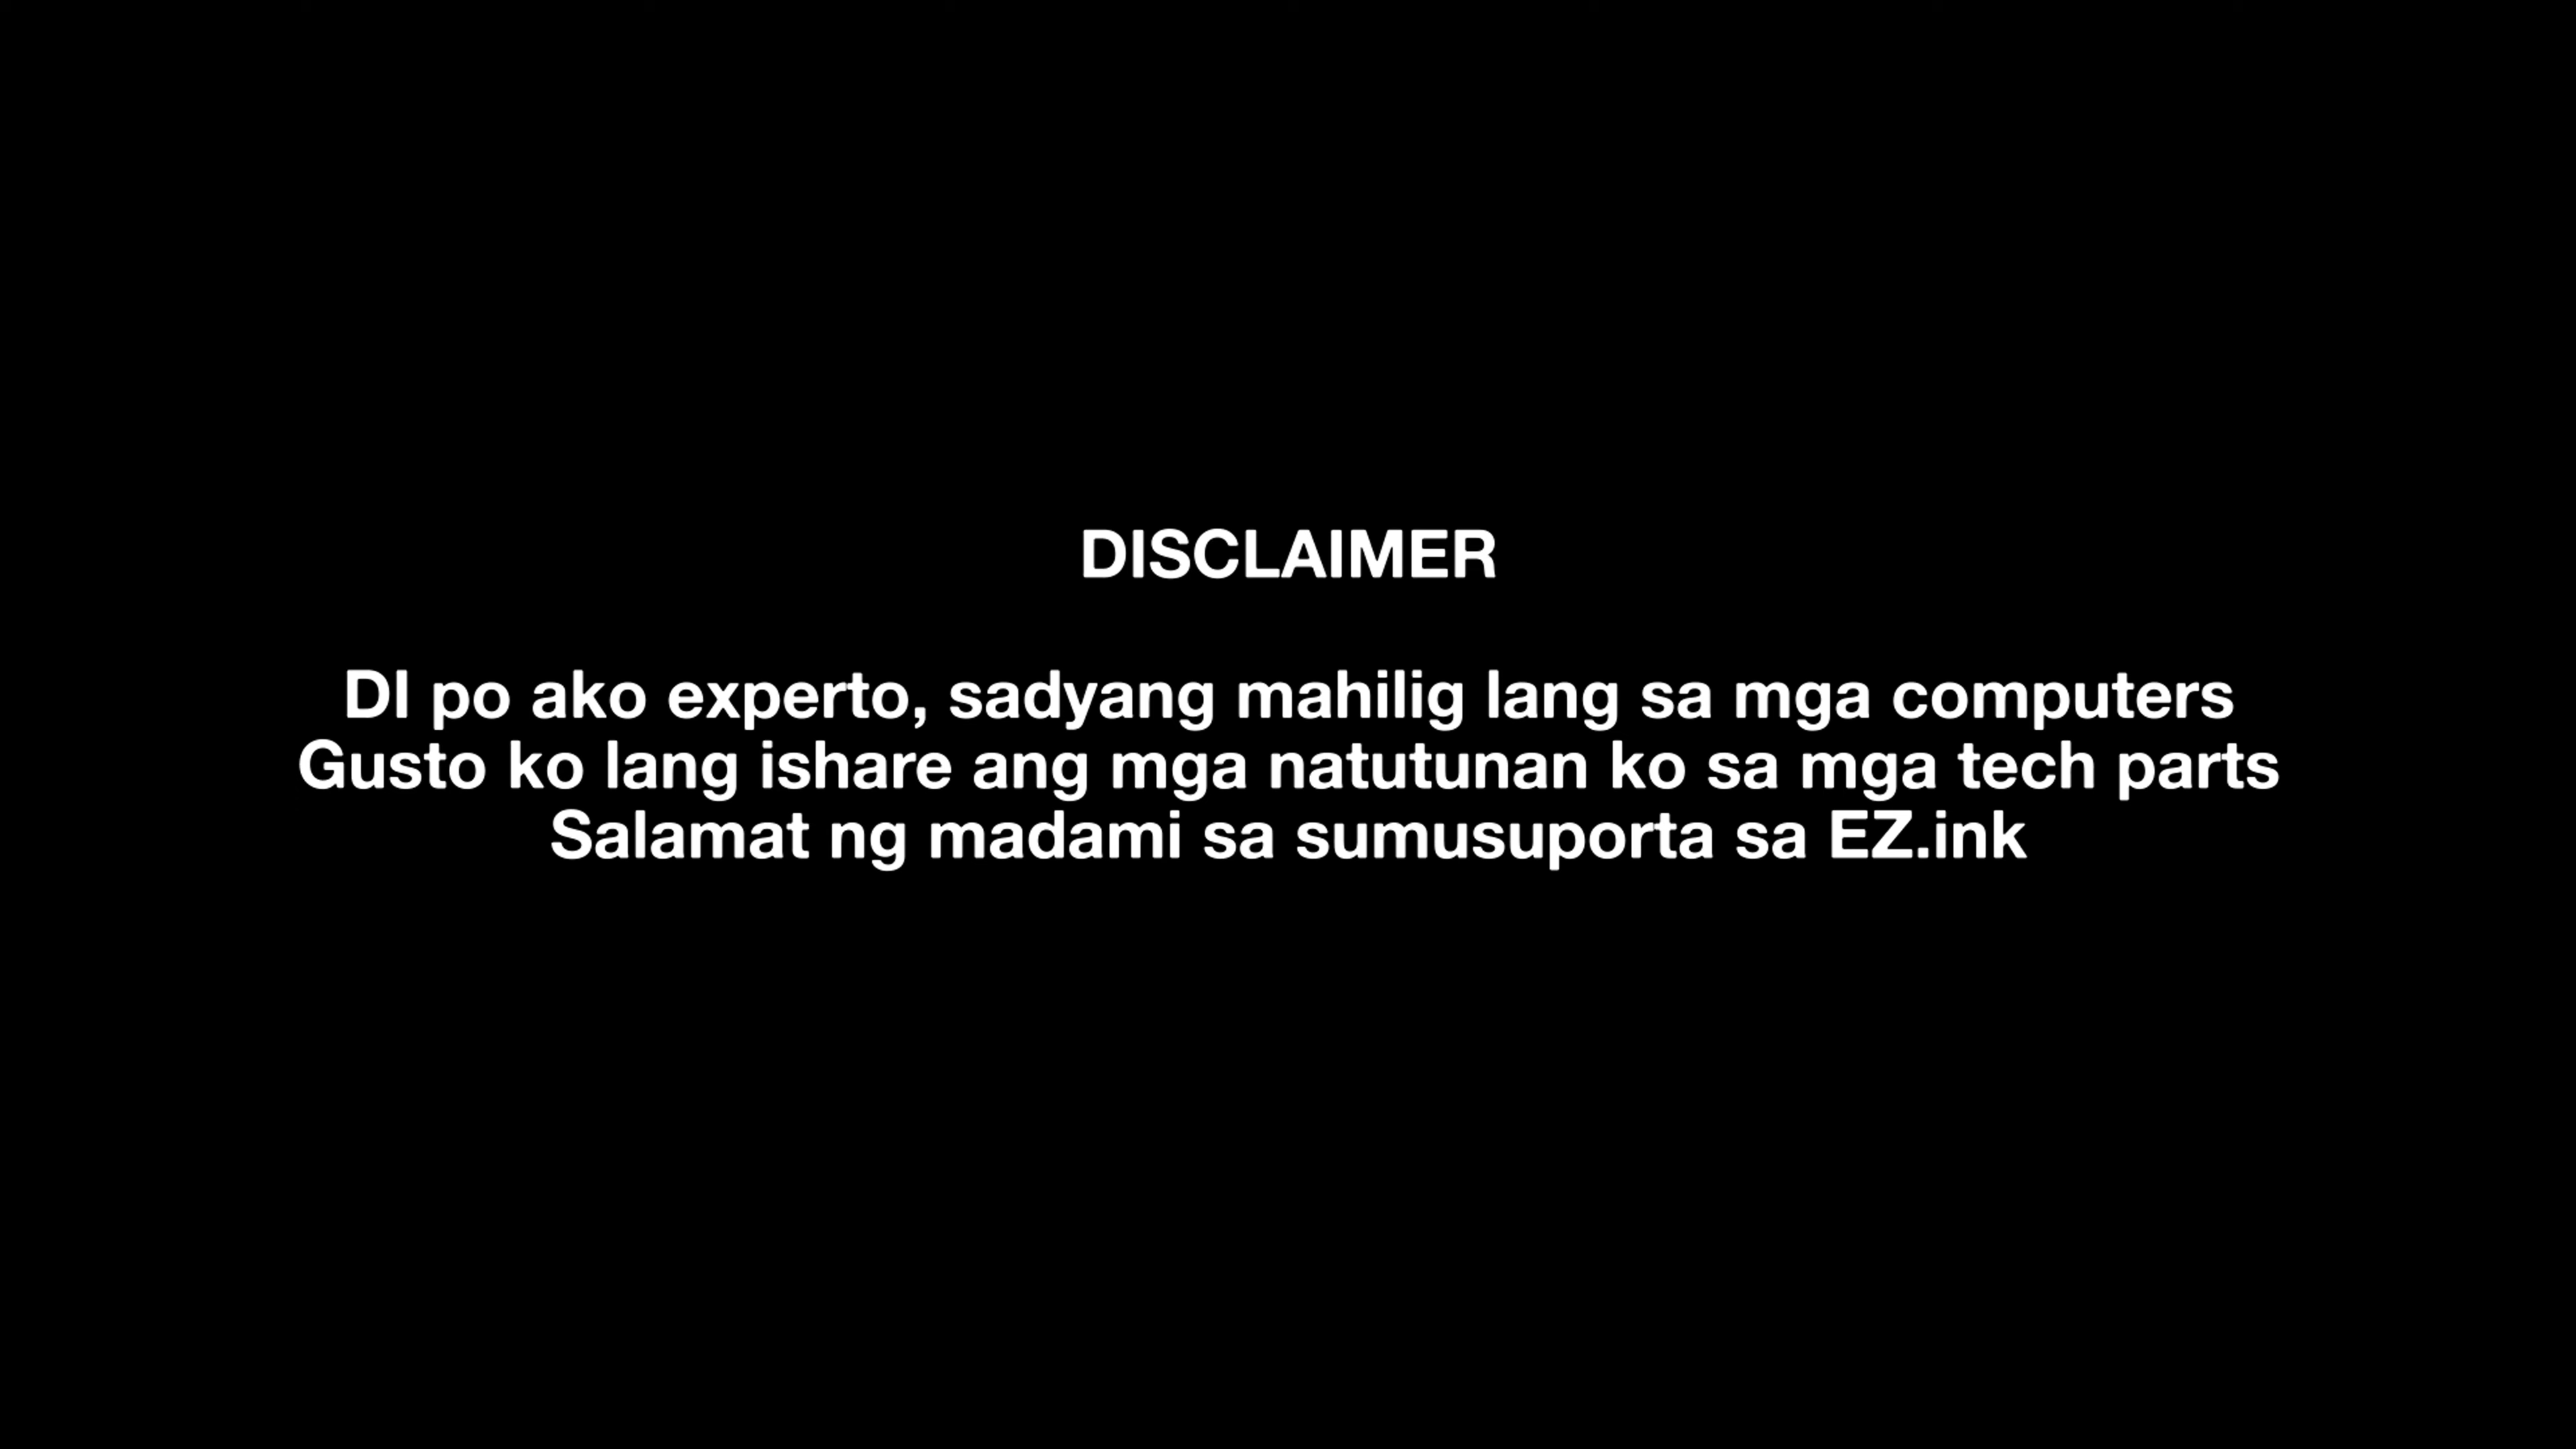 DISCLAIMER
DI po ako experto, sadyang mahilig lang sa mga computers
Gusto ko lang ishare ang mga natutunan ko sa mga tech parts
Salamat ng madami sa sumusuporta sa EZ.ink